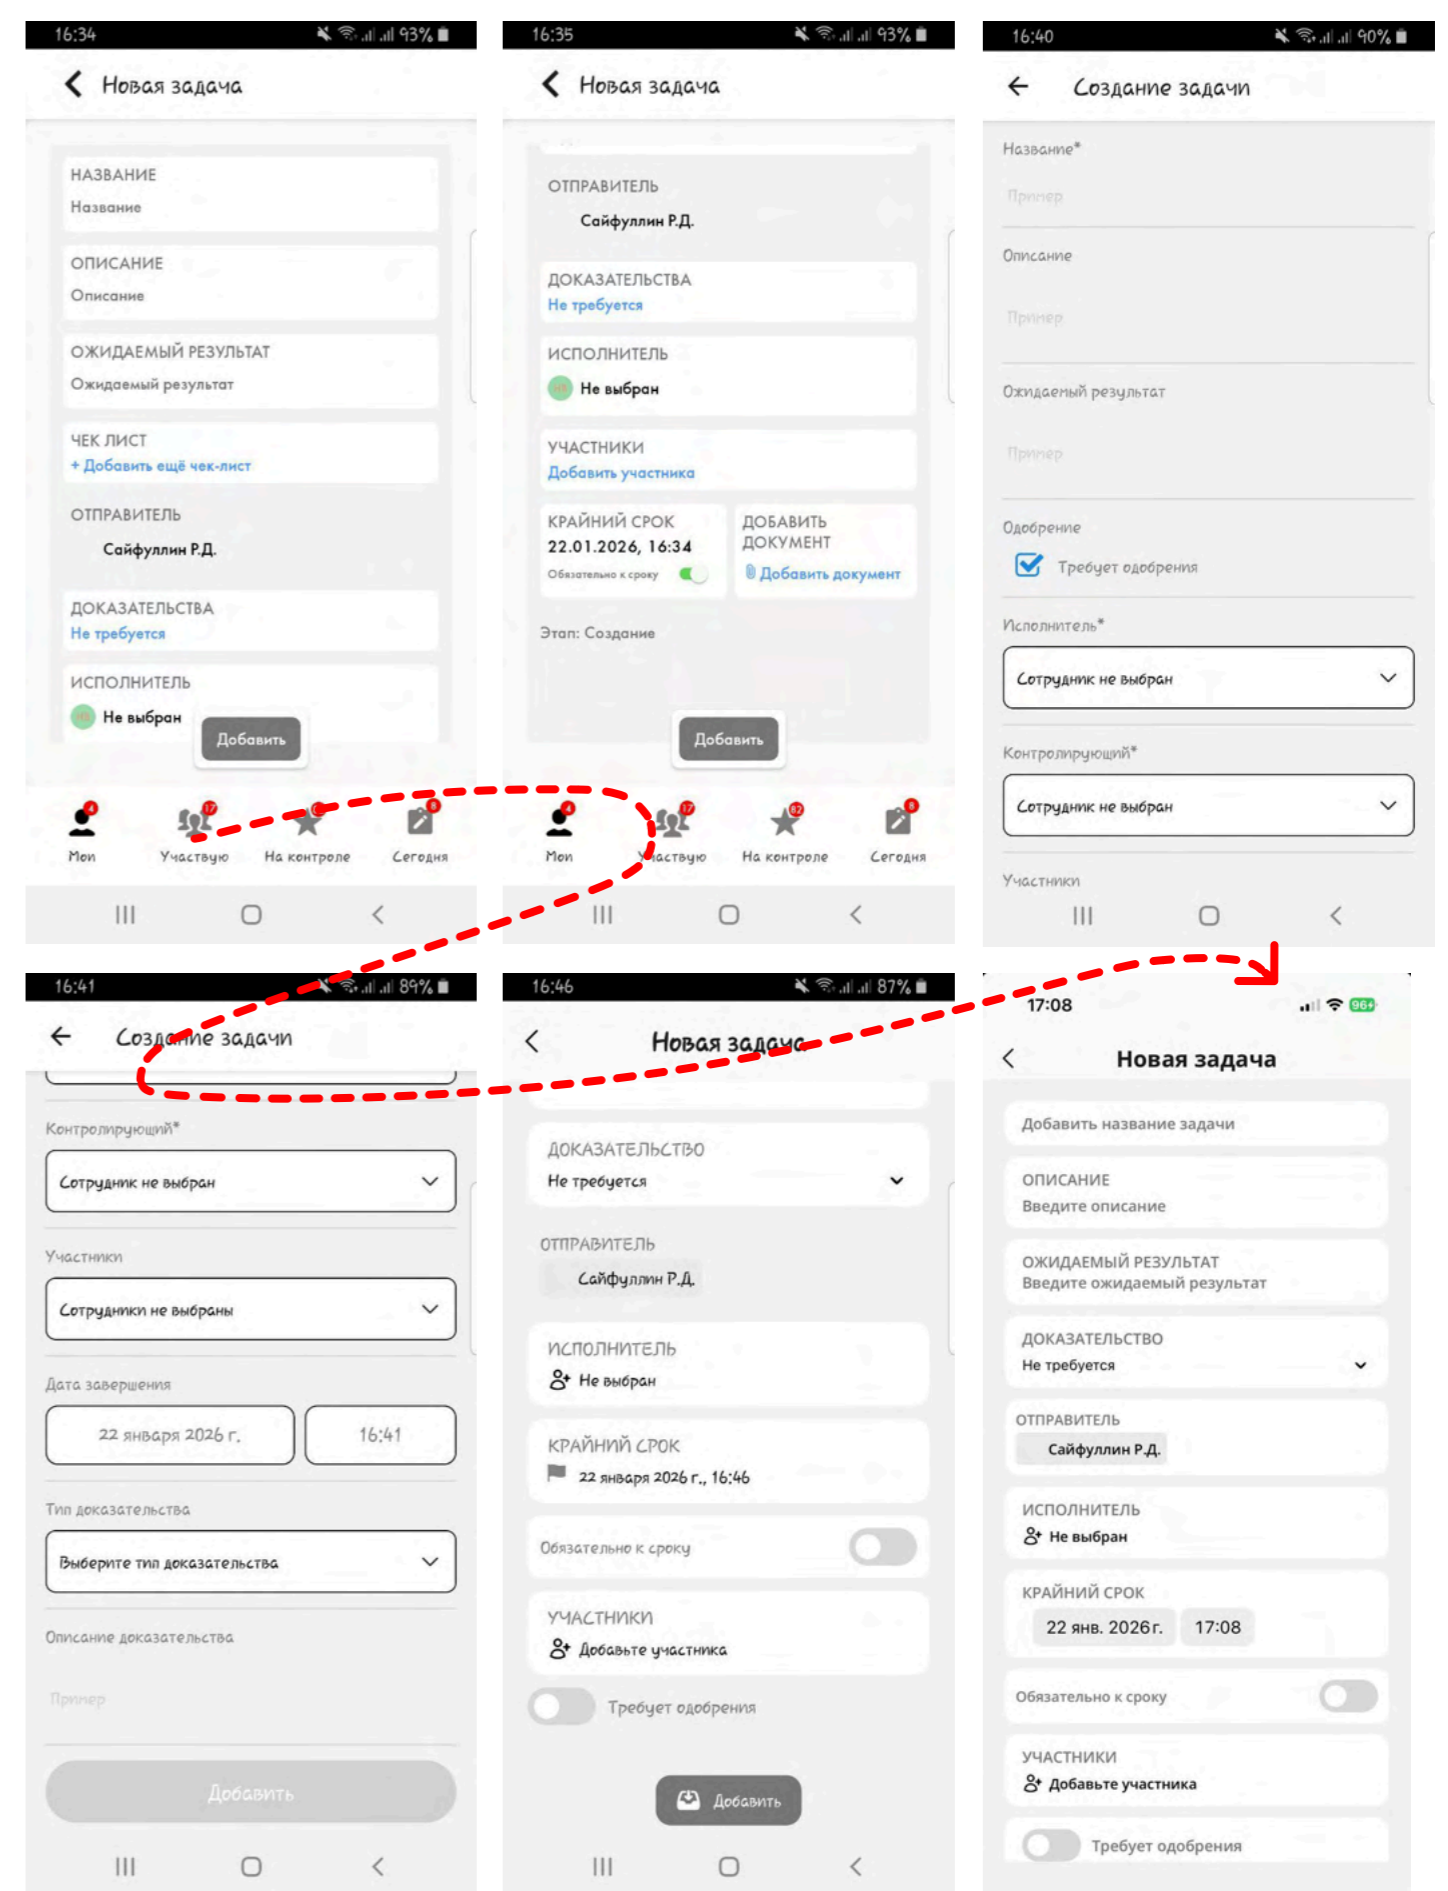 16:34
93%
Новая задача
НАЗВАНИЕ
Название
ОПИСАНИЕ
Описание
ОЖИДАЕМЫЙ РЕЗУЛЬТАТ
Ожидаемый результат
ЧЕК ЛИСТ
+ Добавить ещё чек-лист
ОТПРАВИТЕЛЬ
Сайфуллин Р.Д.
ДОКАЗАТЕЛЬСТВА
Не требуется
ИСПОЛНИТЕЛЬ
Не выбран
Добавить
4
17
8
Мои
Участвую
На контроле
Сегодня
16:35
93%
Новая задача
ОТПРАВИТЕЛЬ
Сайфуллин Р.Д.
ДОКАЗАТЕЛЬСТВА
Не требуется
ИСПОЛНИТЕЛЬ
Не выбран
УЧАСТНИКИ
Добавить участника
КРАЙНИЙ СРОК
22.01.2026, 16:34
Обязательно к сроку
ДОБАВИТЬ
ДОКУМЕНТ
Добавить документ
Этап: Создание
Добавить
4
17
82
8
Мои
Участвую
На контроле
Сегодня
16:40
90%
Создание задачи
Название*
Пример
Описание
Пример
Ожидаемый результат
Пример
Одобрение
Требует одобрения
Исполнитель*
Сотрудник не выбран
Контролирующий*
Сотрудник не выбран
Участники
16:41
89%
Создание задачи
Контролирующий*
Сотрудник не выбран
Участники
Сотрудники не выбраны
Дата завершения
22 января 2026 г.
16:41
Тип доказательства
Выберите тип доказательства
Описание доказательства
Пример
Добавить
16:46
87%
Новая задача
ДОКАЗАТЕЛЬСТВО
Не требуется
ОТПРАВИТЕЛЬ
Сайфуллин Р.Д.
ИСПОЛНИТЕЛЬ
Не выбран
КРАЙНИЙ СРОК
22 января 2026 г., 16:46
Обязательно к сроку
УЧАСТНИКИ
Добавьте участника
Требует одобрения
Добавить
17:08
96
Новая задача
Добавить название задачи
ОПИСАНИЕ
Введите описание
ОЖИДАЕМЫЙ РЕЗУЛЬТАТ
Введите ожидаемый результат
ДОКАЗАТЕЛЬСТВО
Не требуется
ОТПРАВИТЕЛЬ
Сайфуллин Р.Д.
ИСПОЛНИТЕЛЬ
Не выбран
КРАЙНИЙ СРОК
22 янв. 2026 г.
17:08
Обязательно к сроку
УЧАСТНИКИ
Добавьте участника
Требует одобрения